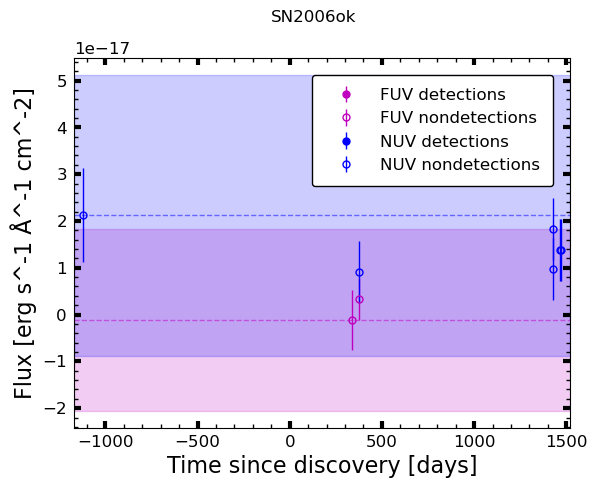 SN2006ok
1e−17
FUV detections
FUV nondetections
NUV detections
NUV nondetections
5
4
3
2
1
0
−1
−2
Flux [erg s^-1 Å^-1 cm^-2]
−1000 −500 0 500 1000 1500
Time since discovery [days]